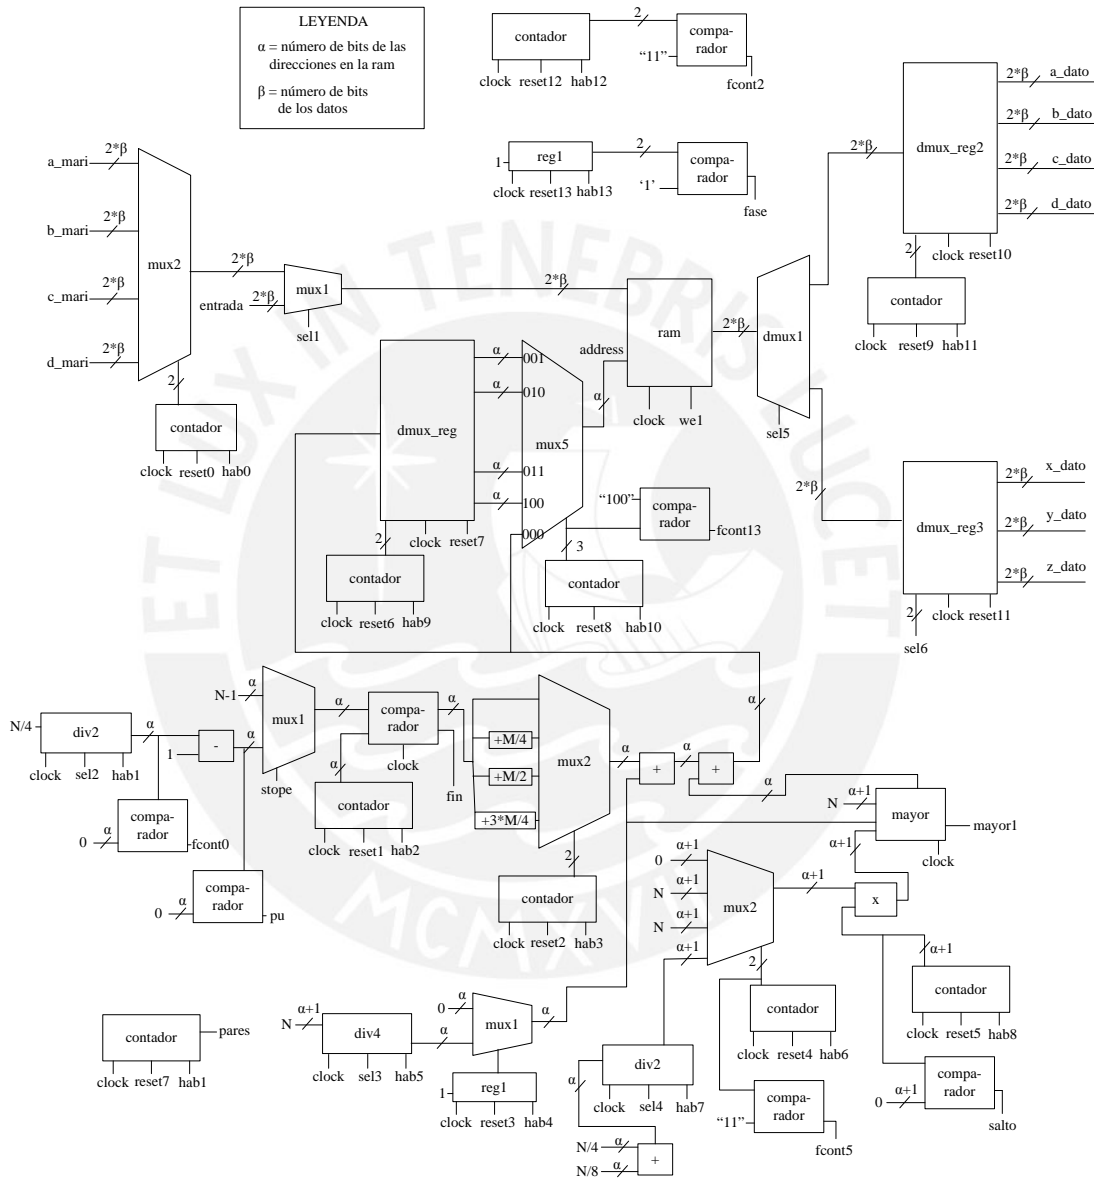 LEYENDA
α = número de bits de las
direcciones en la ram
β = número de bits
de los datos
contador
clock reset12 hab12
2
compa-
rador
"11"
fcont2
1
reg1
clock reset13 hab13
2
compa-
rador
'1'
fase
a_mari
2*β
b_mari
2*β
c_mari
2*β
d_mari
2*β
mux2
2
contador
clock reset0 hab0
2*β
entrada
2*β
mux1
sel1
2*β
ram
address
clock
we1
2*β
dmux1
sel5
2*β
dmux_reg2
2*β
a_dato
2*β
b_dato
2*β
c_dato
2*β
d_dato
clock reset10
2
contador
clock
reset9
hab11
2*β
dmux_reg3
2*β
x_dato
2*β
y_dato
2*β
z_dato
clock reset11
2
sel6
dmux_reg
α
001
α
010
α
011
α
100
000
mux5
α
clock reset7
2
contador
clock reset6 hab9
3
contador
clock
reset8
hab10
"100"
compa-
rador
fcont13
N/4
div2
clock
sel2
hab1
α
1
-
α
0
α
compa-
rador
fcont0
0
α
compa-
rador
pu
N-1
α
mux1
stope
α
compa-
rador
clock
fin
α
contador
clock reset1 hab2
α
+M/4
+M/2
+3*M/4
mux2
2
contador
clock reset2 hab3
α
+
α
+
α
α
N
α+1
mayor
mayor1
clock
α+1
0
α+1
N
α+1
N
α+1
α+1
mux2
α+1
x
2
contador
clock reset4 hab6
"11"
compa-
rador
fcont5
α+1
contador
clock reset5 hab8
0
α+1
compa-
rador
salto
contador
pares
clock reset7 hab1
N
α+1
div4
clock
sel3
hab5
α
0
α
mux1
α
1
reg1
clock reset3 hab4
α
div2
clock
sel4
hab7
N/4
α
N/8
α
+
ET LUX IN TENEBRIS LUCET
MCMXVII